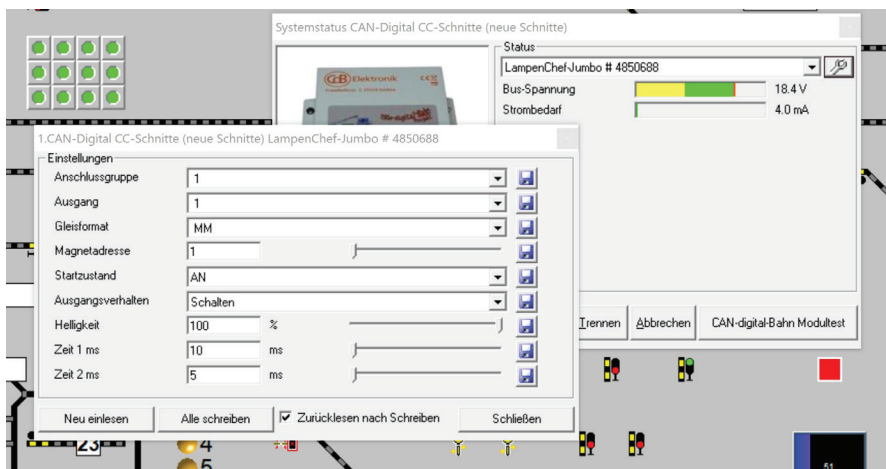 Systemstatus CAN-Digital CC-Schnitte (neue Schnitte)
Status
LampenChef-Jumbo # 4850688
Bus-Spannung 18.4 V
Strombedarf 4.0 mA
Elektronik
1.CAN-Digital CC-Schnitte (neue Schnitte) LampenChef-Jumbo # 4850688
Einstellungen
Anschlussgruppe 1
Ausgang 1
Gleisformat MM
Magnetadresse 1
Startzustand AN
Ausgangsverhalten Schalten
Helligkeit 100 %
Zeit 1 ms 10 ms
Zeit 2 ms 5 ms
Neu einlesen Alle schreiben Zurücklesen nach Schreiben Schließen
Trennen Abbrechen CAN-digital-Bahn Modultest
23
4
5
51